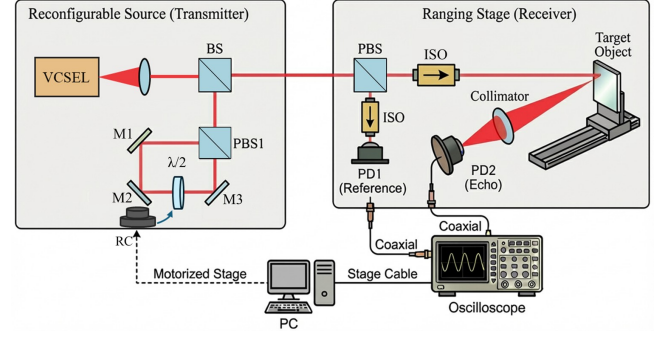 Reconfigurable Source (Transmitter)
Ranging Stage (Receiver)
VCSEL
BS
PBS
ISO
Target
Object
Collimator
ISO
M1
PBS1
λ/2
PD1
(Reference)
PD2
(Echo)
M2
M3
RC
Coaxial
Coaxial
Motorized Stage
Stage Cable
PC
Oscilloscope